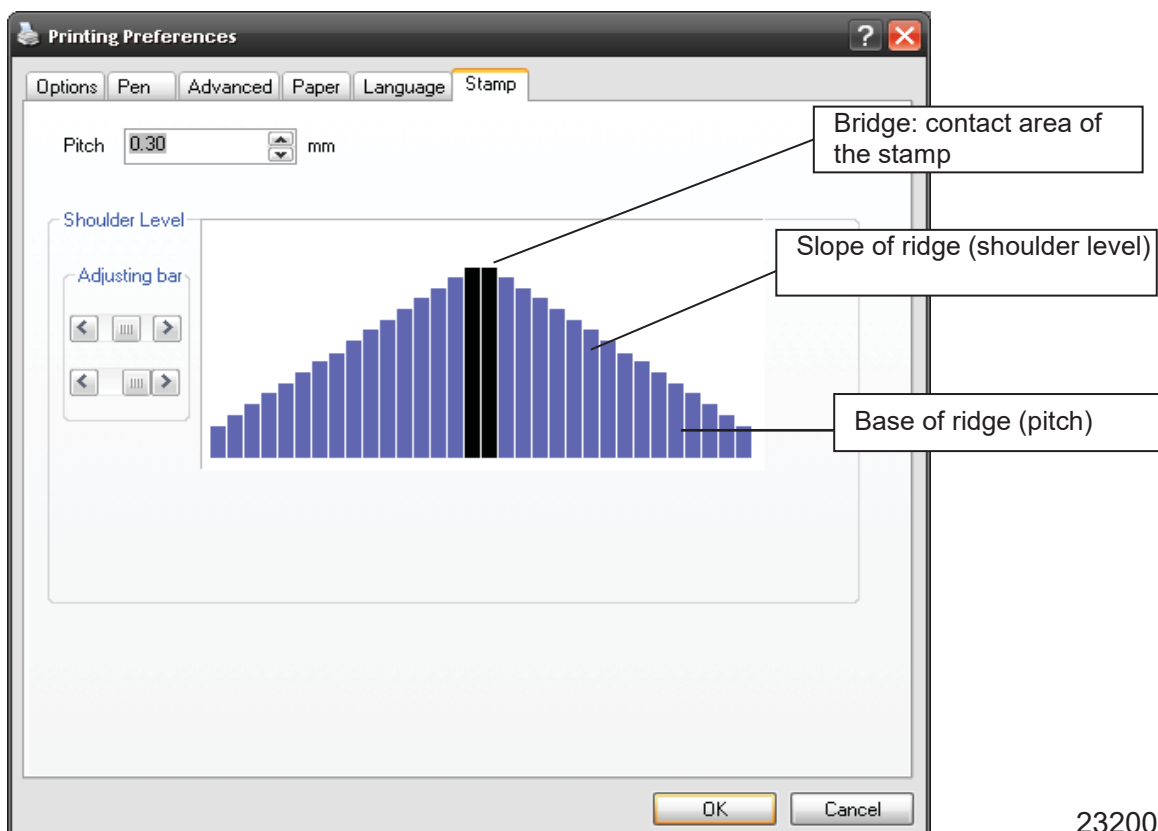 Printing Preferences
Options Pen Advanced Paper Language Stamp
Pitch 0.30 mm
Bridge: contact area of
the stamp
Shoulder Level
Slope of ridge (shoulder level)
Adjusting bar
Base of ridge (pitch)
OK Cancel
23200